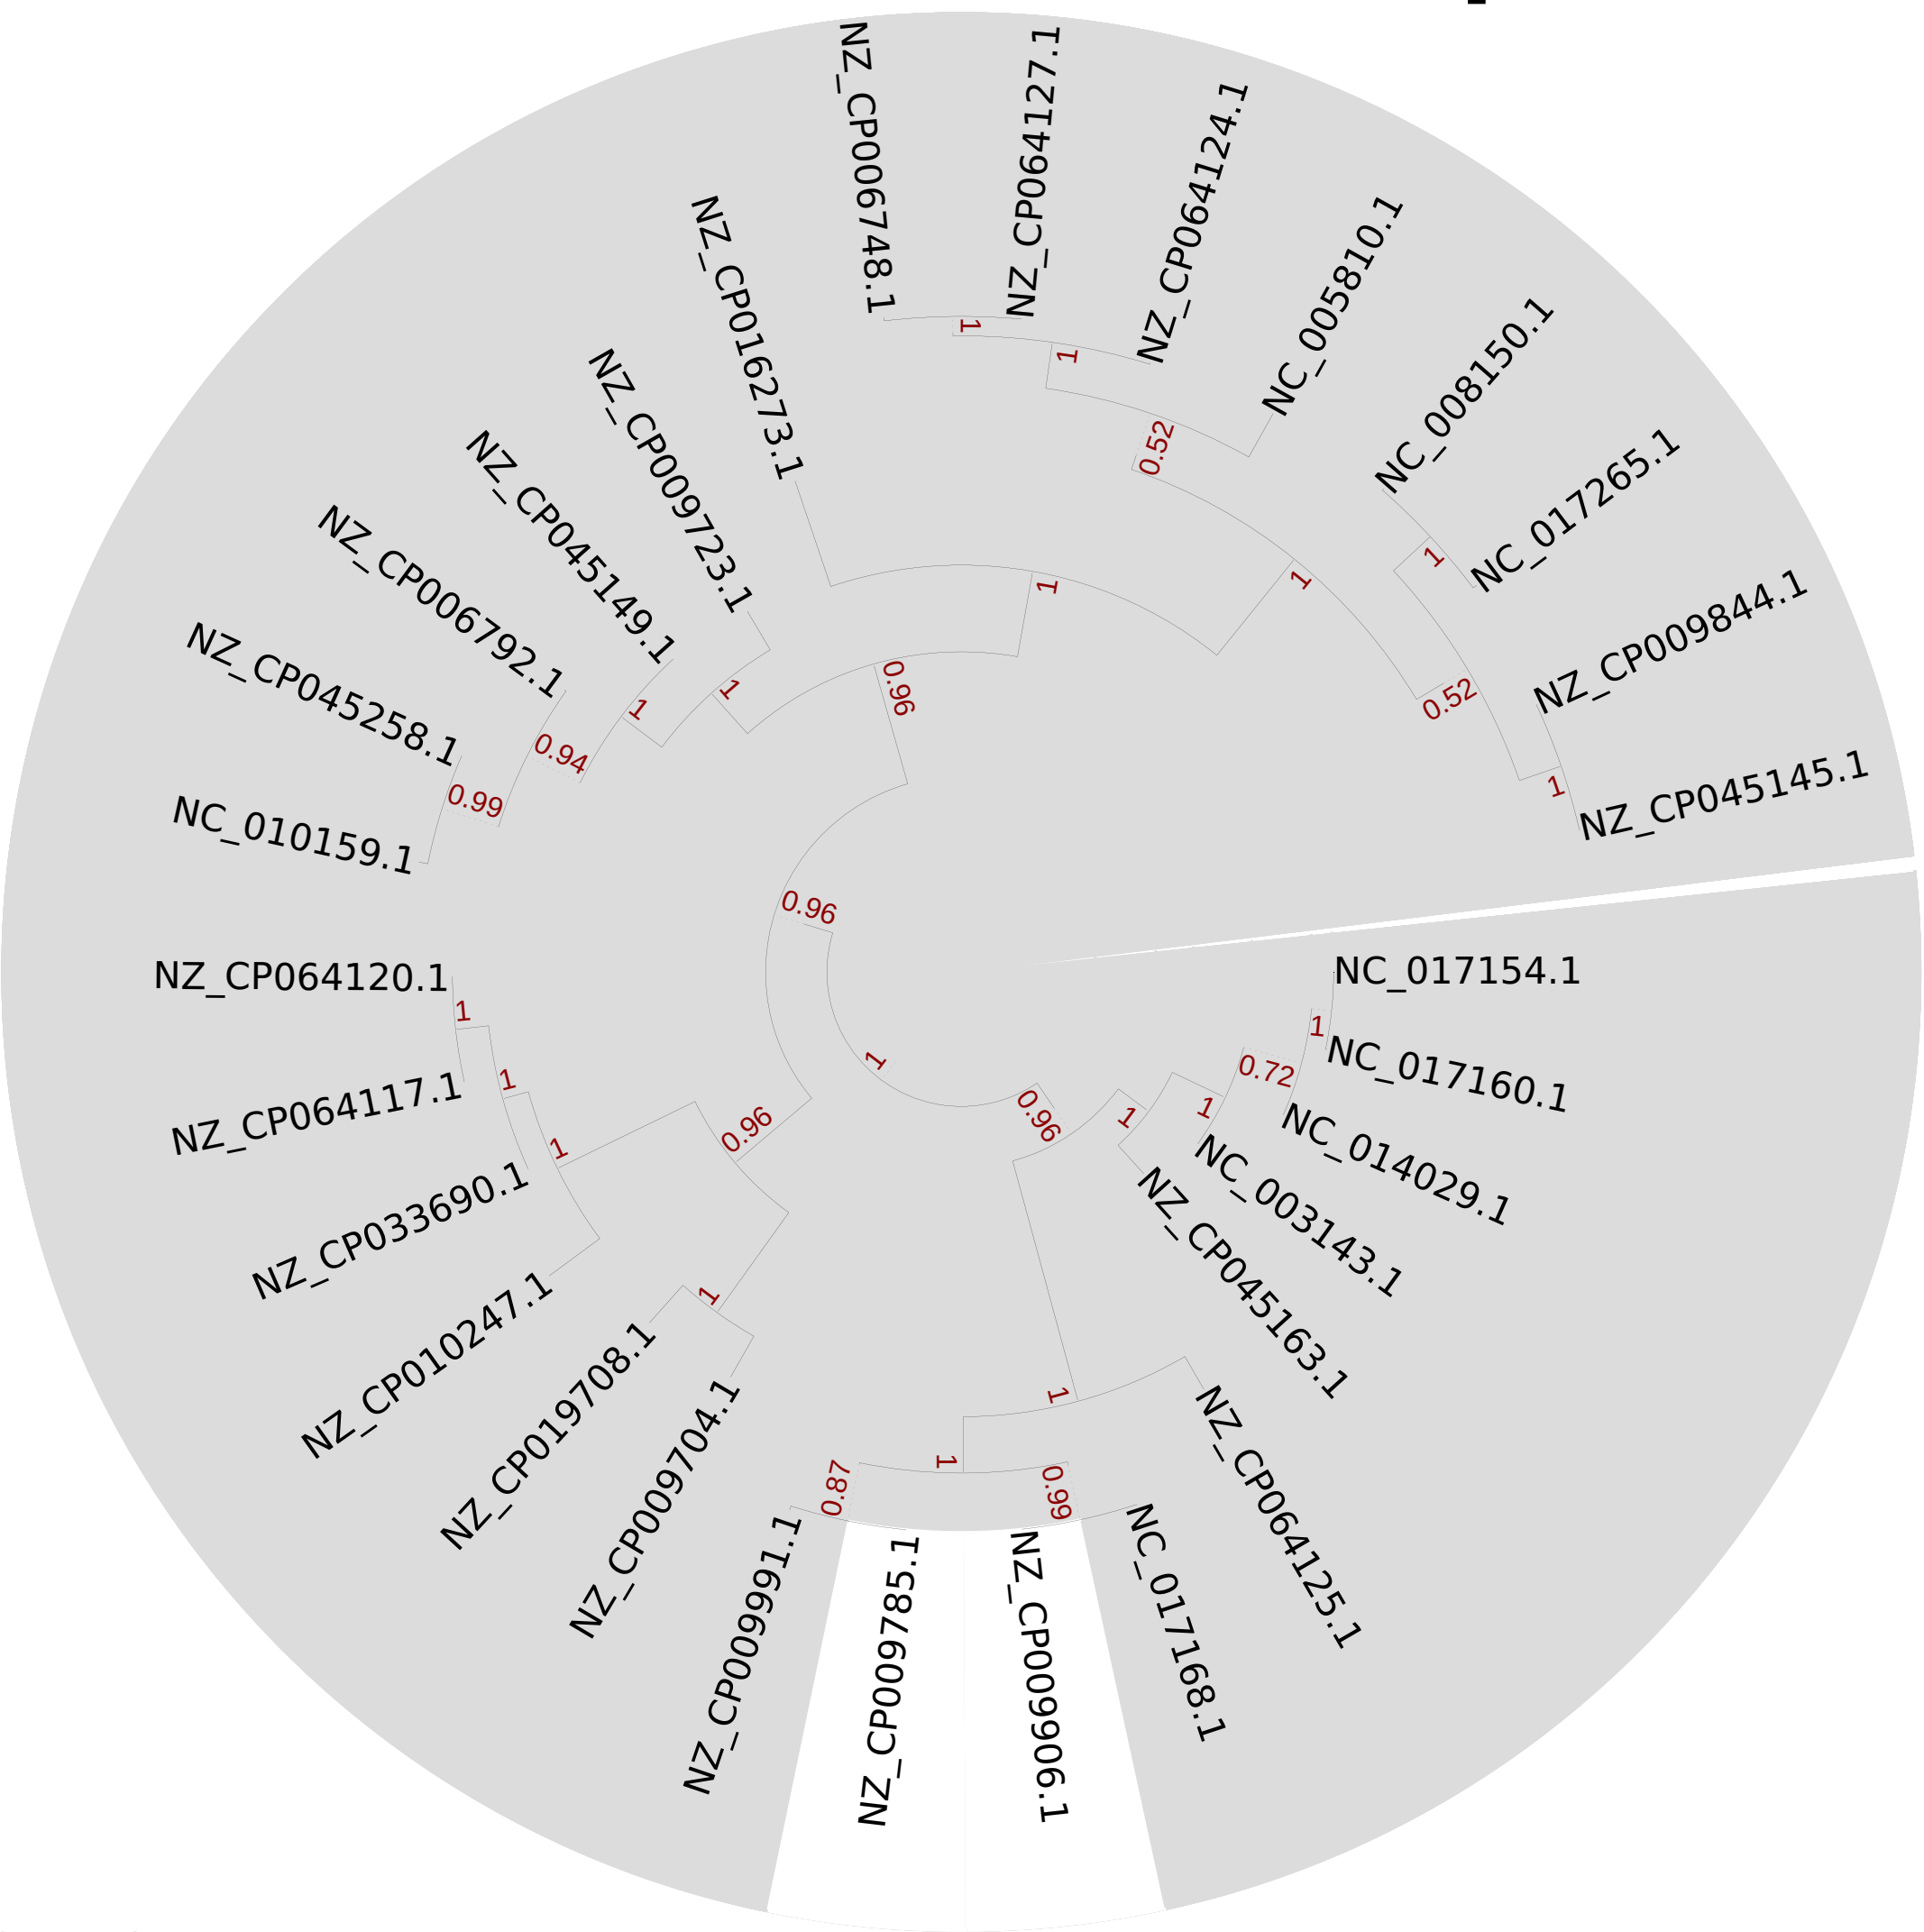 NZ_CP006748.1
NZ_CP064127.1
NZ_CP064124.1
NC_005810.1
NC_008150.1
NC_017265.1
NZ_CP009844.1
NZ_CP045145.1
NC_017154.1
NC_017160.1
NC_014029.1
NC_003143.1
NZ_CP045163.1
NZ_CP064125.1
NC_017168.1
NZ_CP009906.1
NZ_CP009785.1
NZ_CP009991.1
NZ_CP009704.1
NZ_CP019708.1
NZ_CP010247.1
NZ_CP033690.1
NZ_CP064117.1
NZ_CP064120.1
NC_010159.1
NZ_CP045258.1
NZ_CP006792.1
NZ_CP045149.1
NZ_CP009723.1
NZ_CP016273.1
1
1
0.52
1
1
0.52
1
1
0.96
1
1
0.94
0.99
0.96
1
0.96
1
1
1
0.96
1
1
0.72
1
1
1
1
0.87
0.99